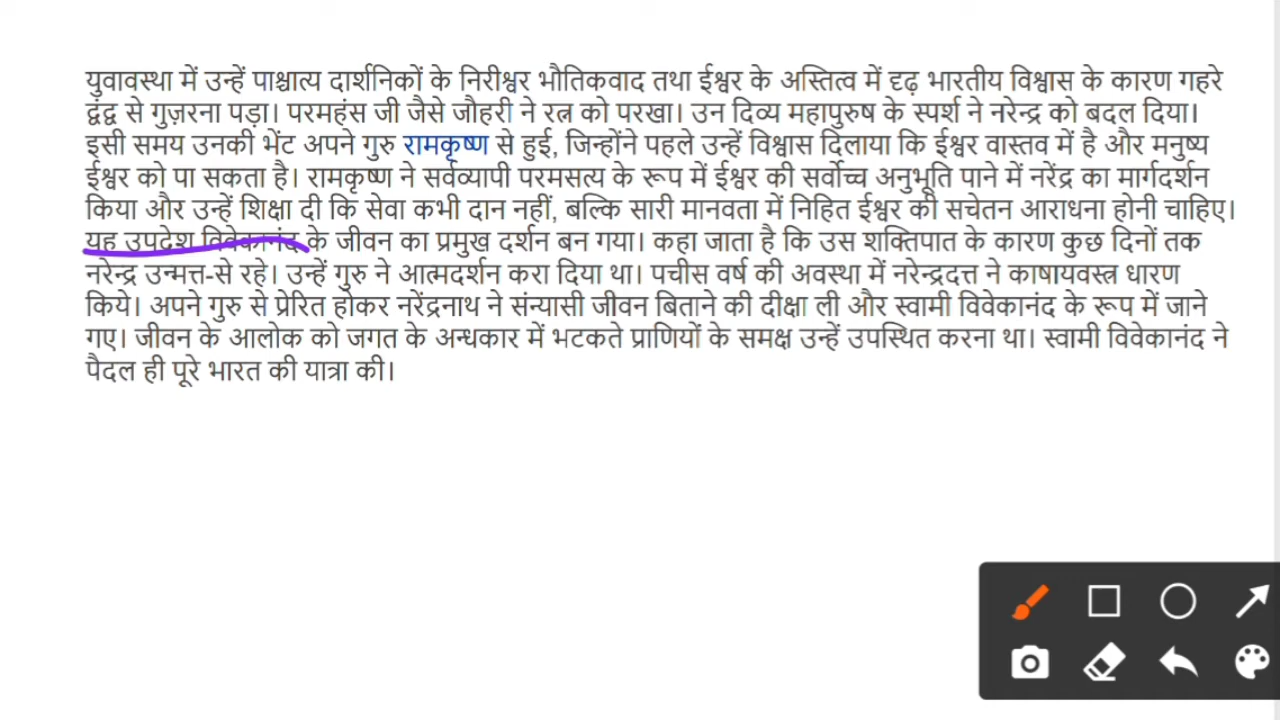 युवावस्था में उन्हें पाश्चात्य दार्शनिकों के निरीश्वर भौतिकवाद तथा ईश्वर के अस्तित्व में दृढ़ भारतीय विश्वास के कारण गहरे
द्वंद्व से गुज़रना पड़ा। परमहंस जी जैसे जौहरी ने रत्न को परखा। उन दिव्य महापुरुष के स्पर्श ने नरेन्द्र को बदल दिया।
इसी समय उनकी भेंट अपने गुरु रामकृष्ण से हुई, जिन्होंने पहले उन्हें विश्वास दिलाया कि ईश्वर वास्तव में है और मनुष्य
ईश्वर को पा सकता है। रामकृष्ण ने सर्वव्यापी परमसत्य के रूप में ईश्वर की सर्वोच्च अनुभूति पाने में नरेंद्र का मार्गदर्शन
किया और उन्हें शिक्षा दी कि सेवा कभी दान नहीं, बल्कि सारी मानवता में निहित ईश्वर की सचेतन आराधना होनी चाहिए।
यह उपदेश विवेकानंद के जीवन का प्रमुख दर्शन बन गया। कहा जाता है कि उस शक्तिपात के कारण कुछ दिनों तक
नरेन्द्र उन्मत्त-से रहे। उन्हें गुरु ने आत्मदर्शन करा दिया था। पचीस वर्ष की अवस्था में नरेन्द्रदत्त ने काषायवस्त्र धारण
किये। अपने गुरु से प्रेरित होकर नरेंद्रनाथ ने संन्यासी जीवन बिताने की दीक्षा ली और स्वामी विवेकानंद के रूप में जाने
गए। जीवन के आलोक को जगत के अन्धकार में भटकते प्राणियों के समक्ष उन्हें उपस्थित करना था। स्वामी विवेकानंद ने
पैदल ही पूरे भारत की यात्रा की।